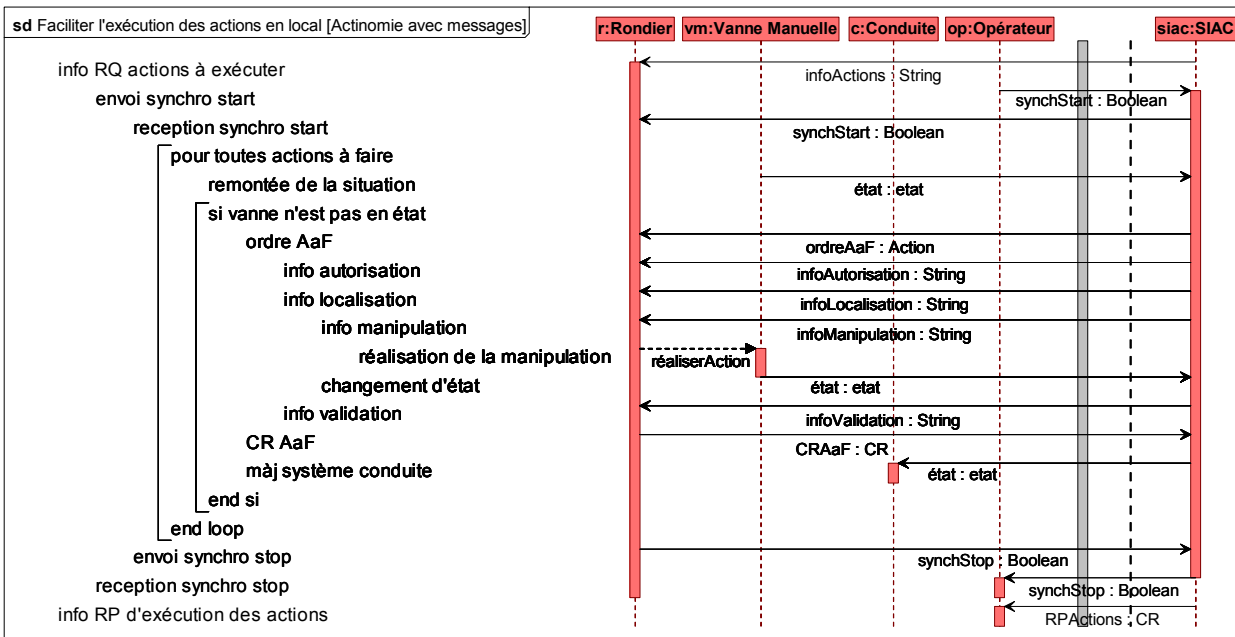 sd Faciliter l'exécution des actions en local [Actinomie avec messages]
r:Rondier
vm:Vanne Manuelle
c:Conduite
op:Opérateur
siac:SIAC
info RQ actions à exécuter
infoActions : String
envoi synchro start
synchStart : Boolean
reception synchro start
synchStart : Boolean
pour toutes actions à faire
remontée de la situation
état : etat
si vanne n'est pas en état
ordre AaF
ordreAaF : Action
info autorisation
infoAutorisation : String
info localisation
infoLocalisation : String
info manipulation
infoManipulation : String
réalisation de la manipulation
réaliserAction
changement d'état
état : etat
info validation
infoValidation : String
CR AaF
CRAaF : CR
màj système conduite
état : etat
end si
end loop
envoi synchro stop
synchStop : Boolean
reception synchro stop
synchStop : Boolean
info RP d'exécution des actions
RPActions : CR